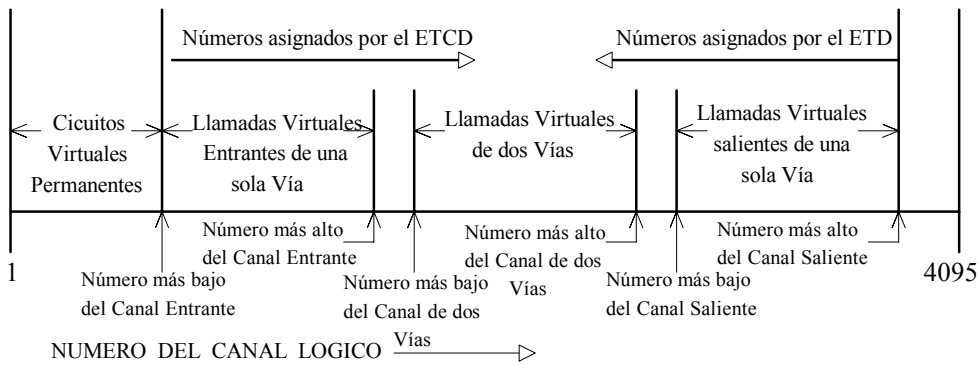 Números asignados por el ETCD
Números asignados por el ETD
Cicuitos
Virtuales
Permanentes
Llamadas Virtuales
Entrantes de una
sola Vía
Llamadas Virtuales
de dos Vías
Llamadas Virtuales
salientes de una
sola Vía
Número más alto
del Canal Entrante
Número más alto
del Canal de dos
Vías
Número más alto
del Canal Saliente
1
Número más bajo
del Canal Entrante
Número más bajo
del Canal de dos
Vías
Número más bajo
del Canal Saliente
4095
NUMERO DEL CANAL LOGICO